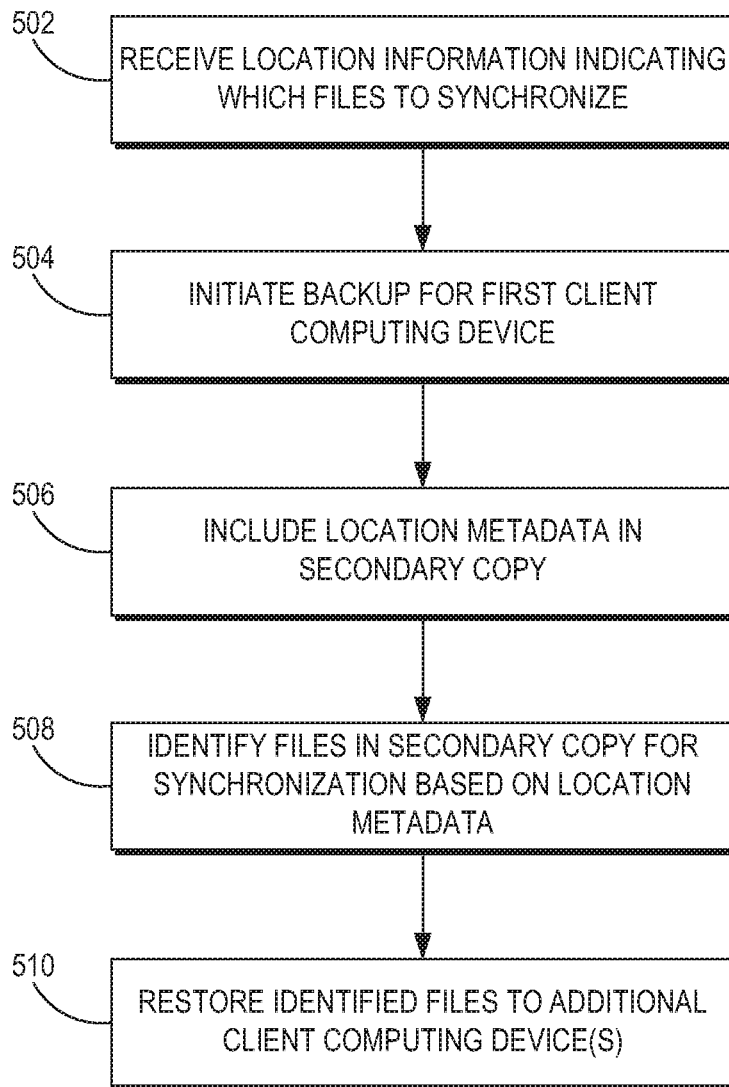 502
RECEIVE LOCATION INFORMATION INDICATING
WHICH FILES TO SYNCHRONIZE
504
INITIATE BACKUP FOR FIRST CLIENT
COMPUTING DEVICE
506
INCLUDE LOCATION METADATA IN
SECONDARY COPY
508
IDENTIFY FILES IN SECONDARY COPY FOR
SYNCHRONIZATION BASED ON LOCATION
METADATA
510
RESTORE IDENTIFIED FILES TO ADDITIONAL
CLIENT COMPUTING DEVICE(S)